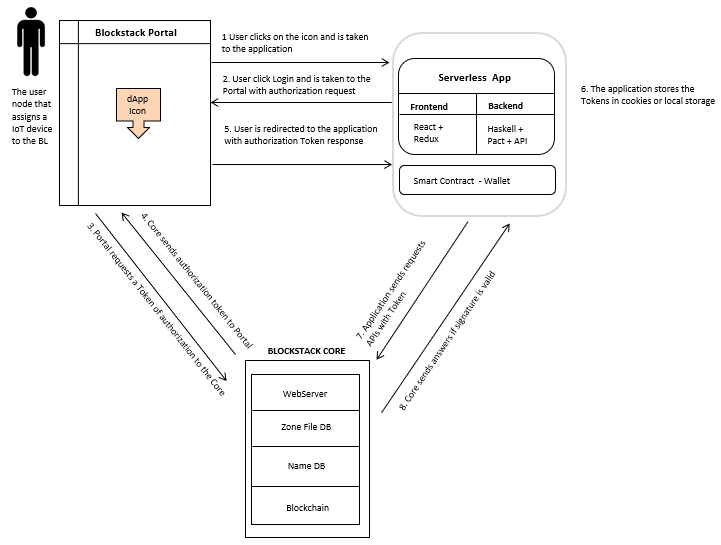 Blockstack Portal
The user
node that
assigns a
IoT device
to the BL
dApp
Icon
1 User clicks on the icon and is taken
to the application
2. User click Login and is taken to the
Portal with authorization request
5. User is redirected to the application
with authorization Token response
Serverless App
Frontend
Backend
React +
Redux
Haskell +
Pact + API
Smart Contract - Wallet
6. The application stores the
Tokens in cookies or local storage
3. Portal requests a Token of authorization to the Core
4. Core sends authorization token to Portal
7. Application sends requests
APIs with Token
8. Core sends answers if signature is valid
BLOCKSTACK CORE
WebServer
Zone File DB
Name DB
Blockchain